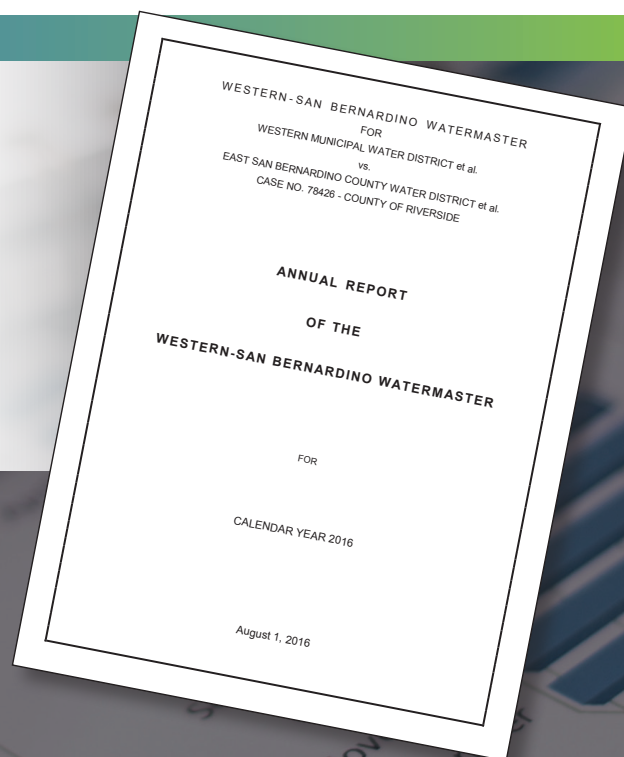 WESTERN-SAN BERNARDINO WATERMASTER
FOR
WESTERN MUNICIPAL WATER DISTRICT et al.
vs.
EAST SAN BERNARDINO COUNTY WATER DISTRICT et al.
CASE NO. 78426 - COUNTY OF RIVERSIDE
ANNUAL REPORT
OF THE
WESTERN-SAN BERNARDINO WATERMASTER
FOR
CALENDAR YEAR 2016
August 1, 2016